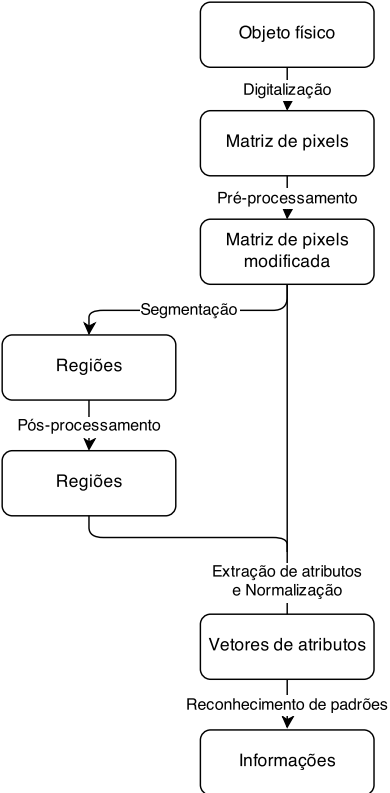 Objeto físico
Digitalização
Matriz de pixels
Pré-processamento
Matriz de pixels
modificada
Segmentação
Regiões
Pós-processamento
Regiões
Extração de atributos
e Normalização
Vetores de atributos
Reconhecimento de padrões
Informações